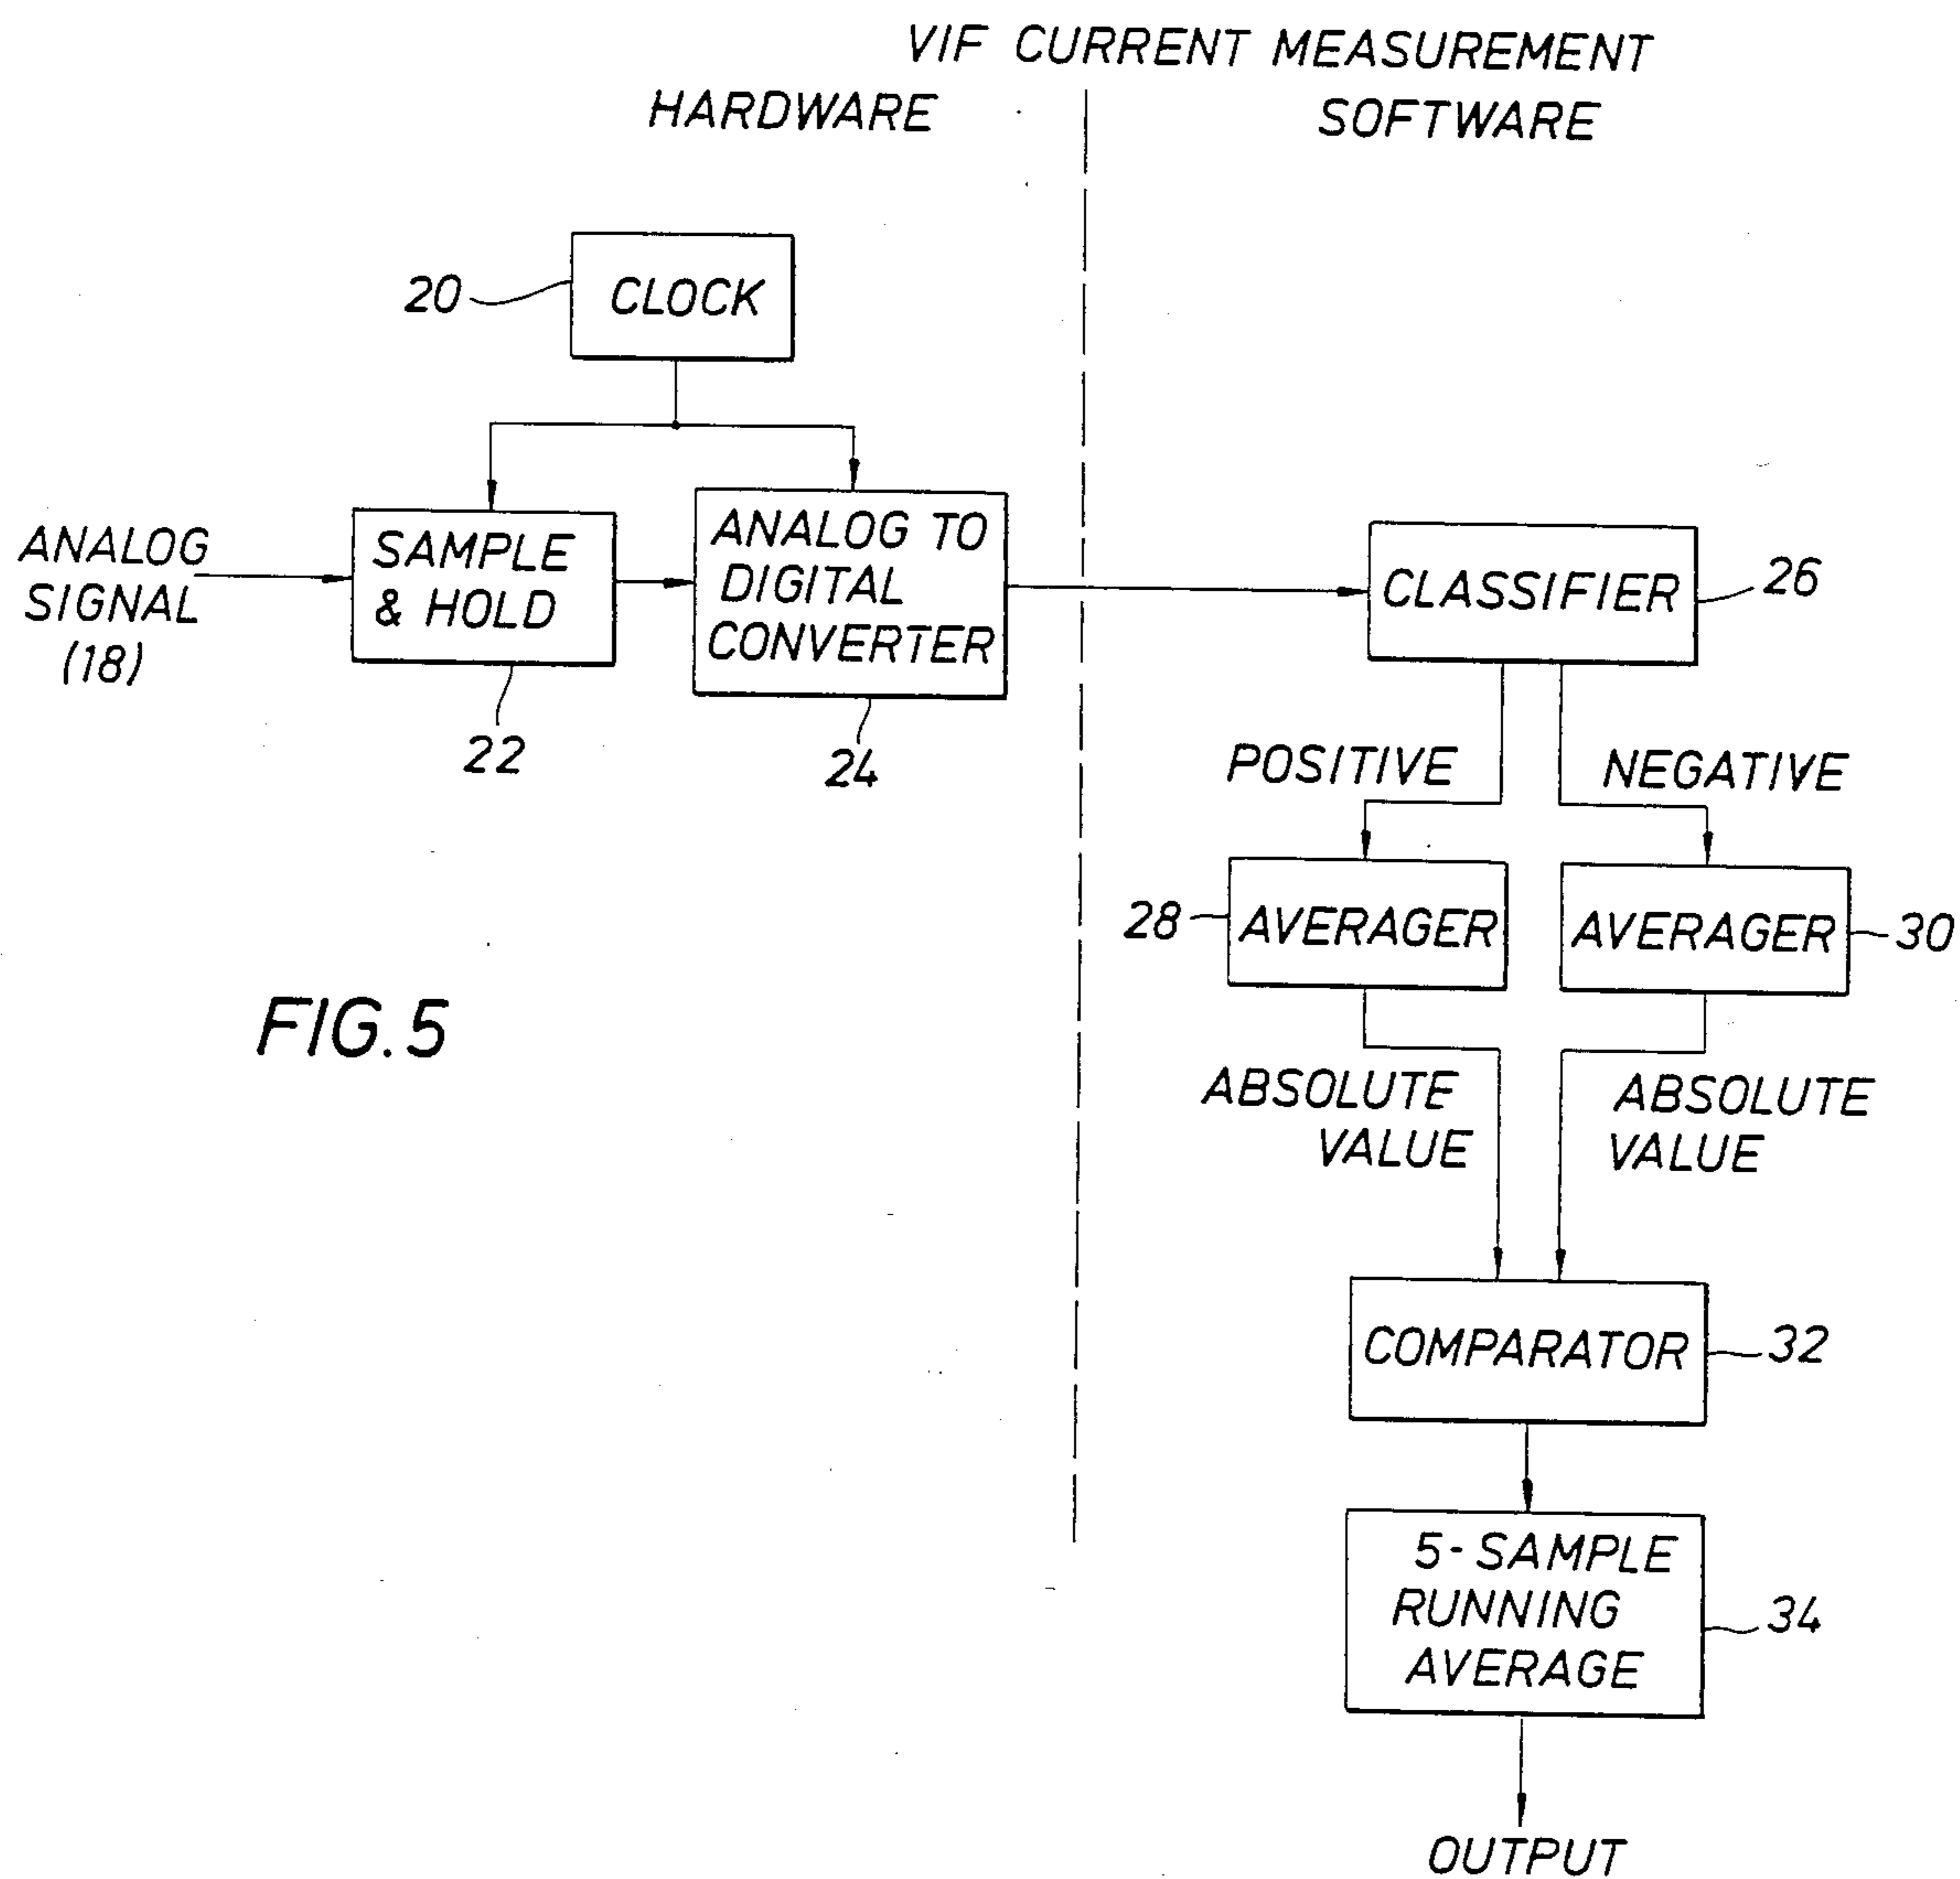 VIF CURRENT MEASUREMENT
HARDWARE
SOFTWARE
20
CLOCK
ANALOG
SIGNAL
(18)
SAMPLE
& HOLD
22
ANALOG TO
DIGITAL
CONVERTER
24
CLASSIFIER
26
POSITIVE
NEGATIVE
28
AVERAGER
AVERAGER
30
FIG. 5
ABSOLUTE
VALUE
ABSOLUTE
VALUE
COMPARATOR
32
5-SAMPLE
RUNNING
AVERAGE
34
OUTPUT